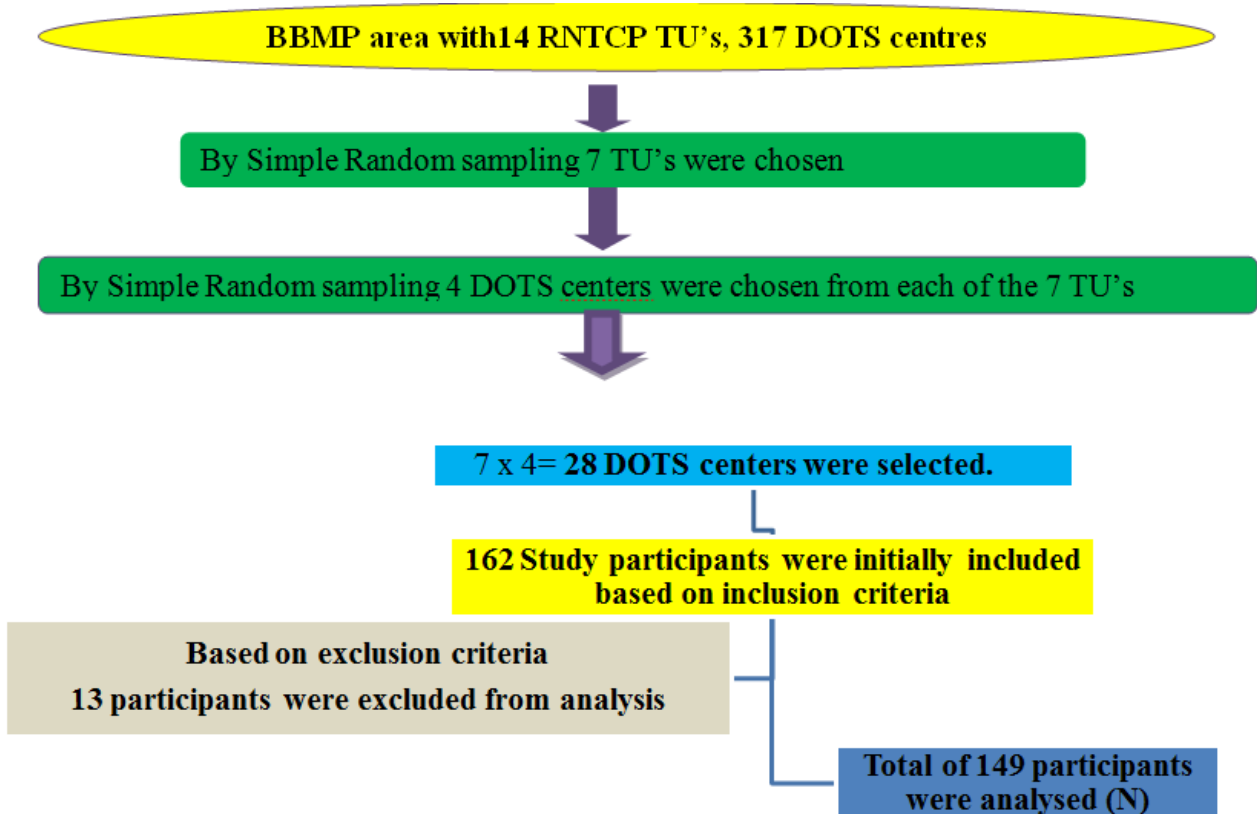 BBMP area with14 RNTCP TU's, 317 DOTS centres
By Simple Random sampling 7 TU's were chosen
By Simple Random sampling 4 DOTS centers were chosen from each of the 7 TU's
7 x 4= 28 DOTS centers were selected.
162 Study participants were initially included
based on inclusion criteria
Based on exclusion criteria
13 participants were excluded from analysis
Total of 149 participants
were analysed (N)